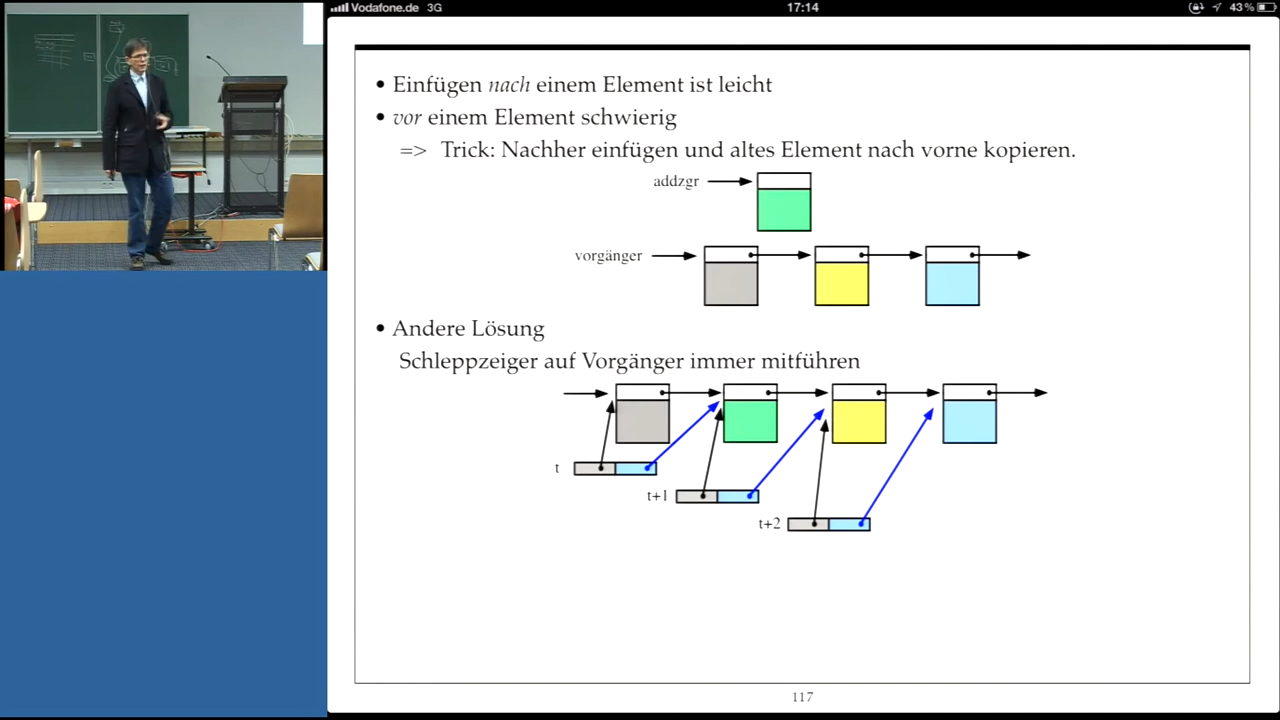 Vodafone.de 3G 17:14 43%
• Einfügen nach einem Element ist leicht
• vor einem Element schwierig
=> Trick: Nachher einfügen und altes Element nach vorne kopieren.
addzgr
vorgänger
• Andere Lösung
Schleppzeiger auf Vorgänger immer mitführen
t
t+1
t+2
117